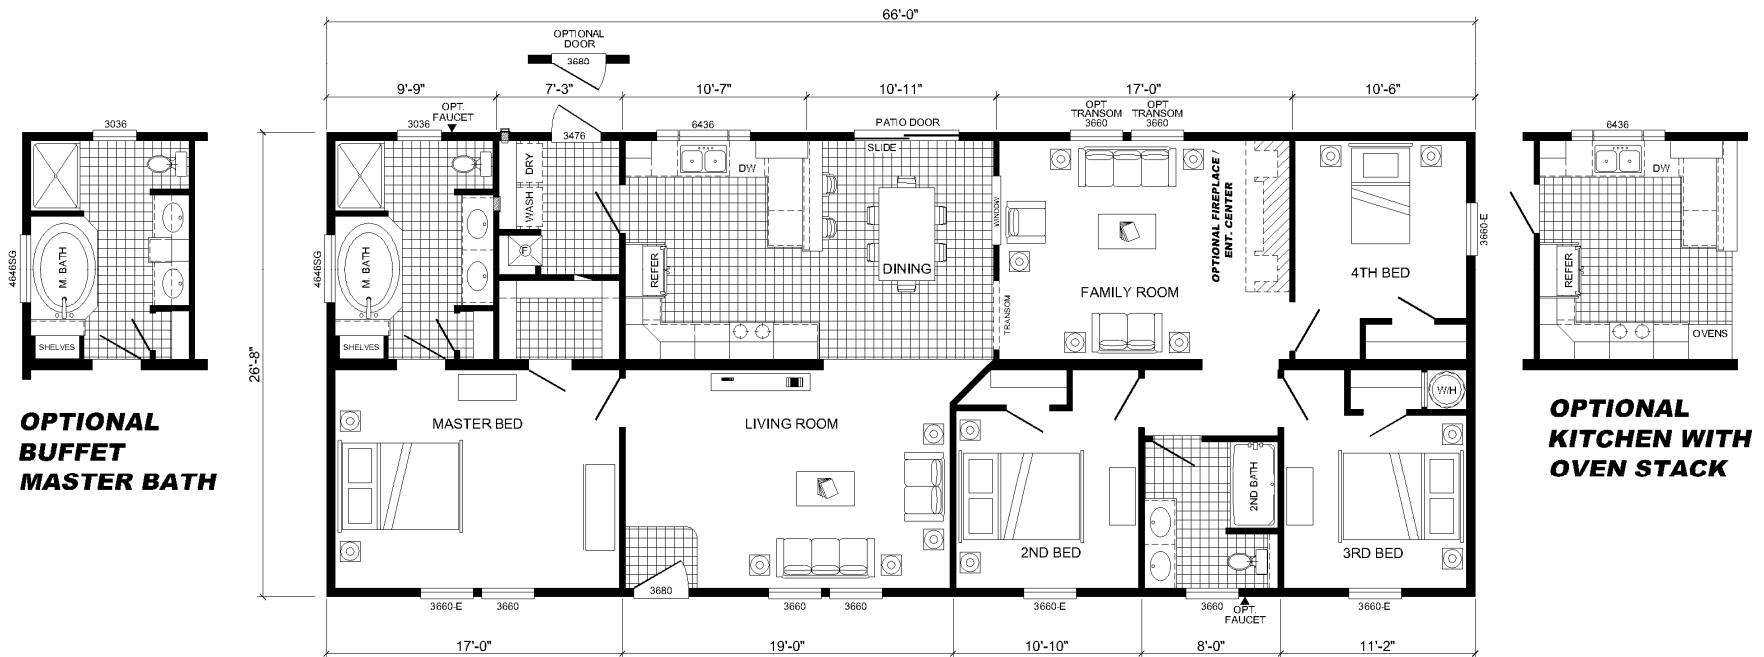 66'-0"
OPTIONAL
DOOR
3680
9'-9"
7'-3"
10'-7"
10'-11"
17'-0"
10'-6"
OPT.
FAUCET
OPT
TRANSOM
3660
OPT
TRANSOM
3660
3036
3036
3476
6436
PATIO DOOR
SLIDE
6436
DW
DW
WASH
DRY
F
REFER
DINING
WINDOW
TRANSOM
FAMILY ROOM
OPTIONAL FIREPLACE /
ENT. CENTER
4TH BED
3660-E
REFER
OVENS
4646SG
M. BATH
SHELVES
4646SG
M. BATH
SHELVES
26'-8"
OPTIONAL
BUFFET
MASTER BATH
MASTER BED
LIVING ROOM
W/H
OPTIONAL
KITCHEN WITH
OVEN STACK
2ND BATH
2ND BED
3RD BED
3660-E
3660
3680
3660
3660
3660-E
3660
OPT.
FAUCET
3660-E
17'-0"
19'-0"
10'-10"
8'-0"
11'-2"